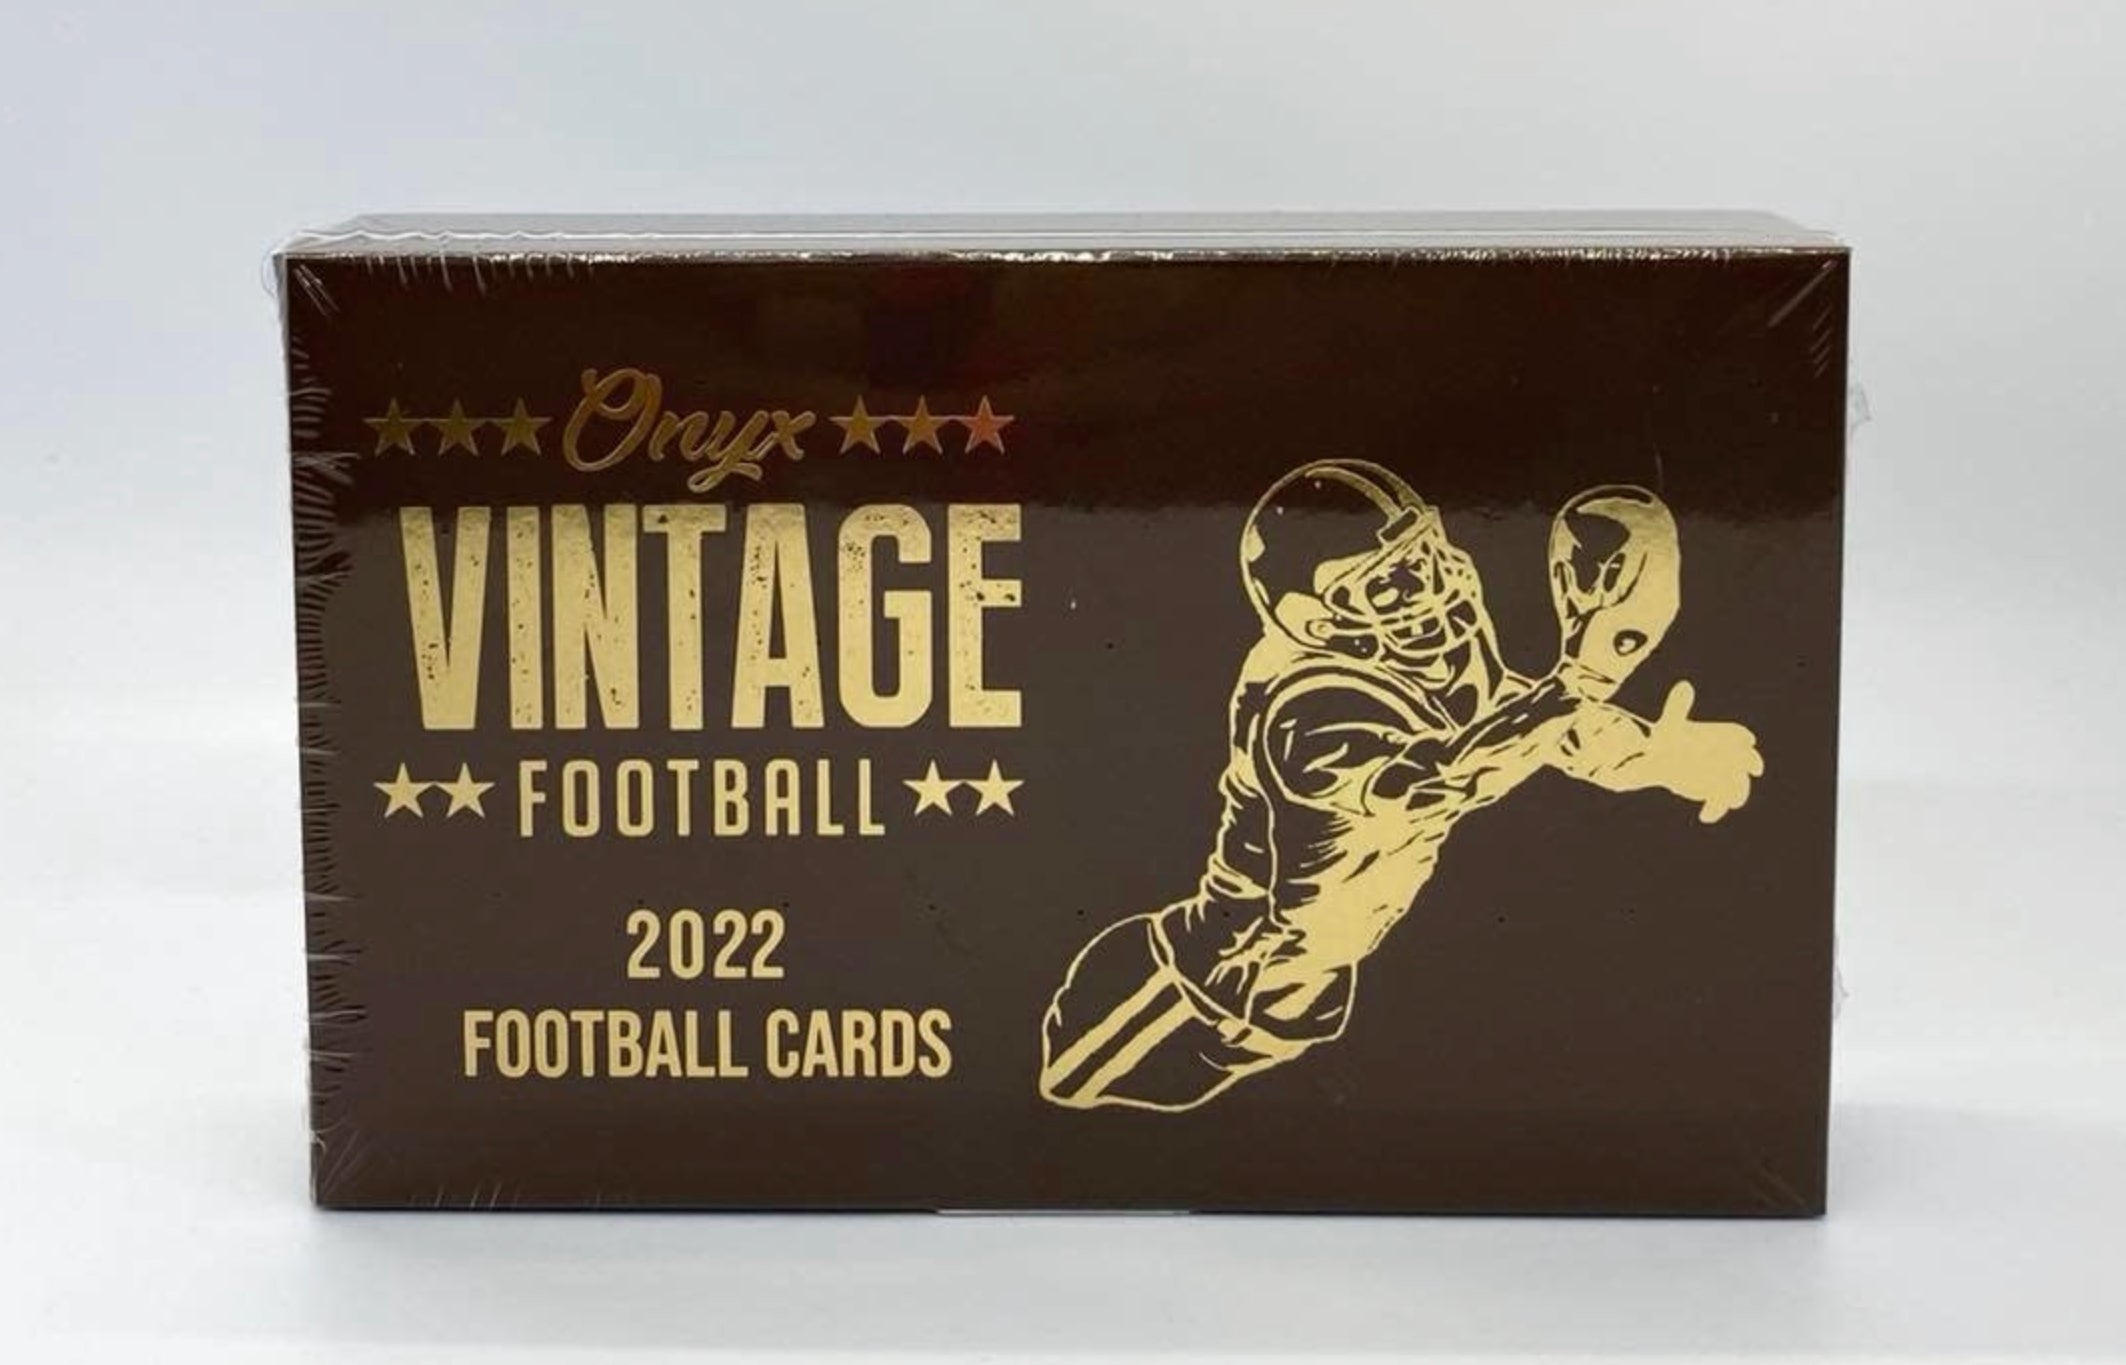 Onyx
VINTAGE
FOOTBALL
2022
FOOTBALL CARDS